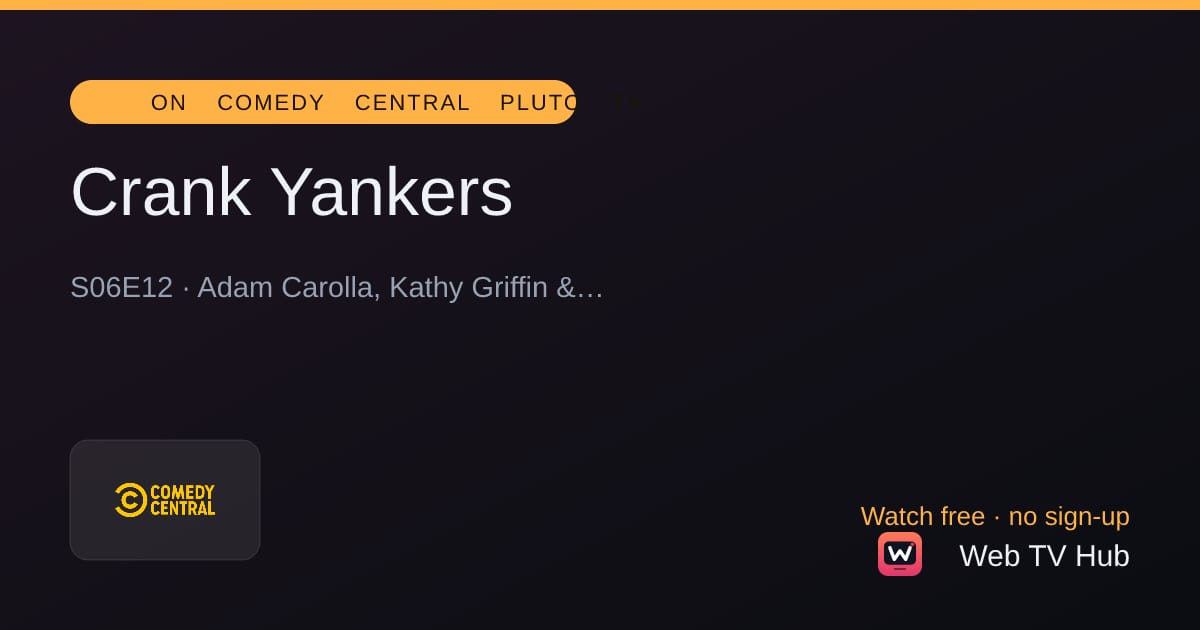 ON COMEDY CENTRAL PLUTO
Crank Yankers
S06E12 · Adam Carolla, Kathy Griffin &…
COMEDY
CENTRAL
Watch free · no sign-up
W
Web TV Hub